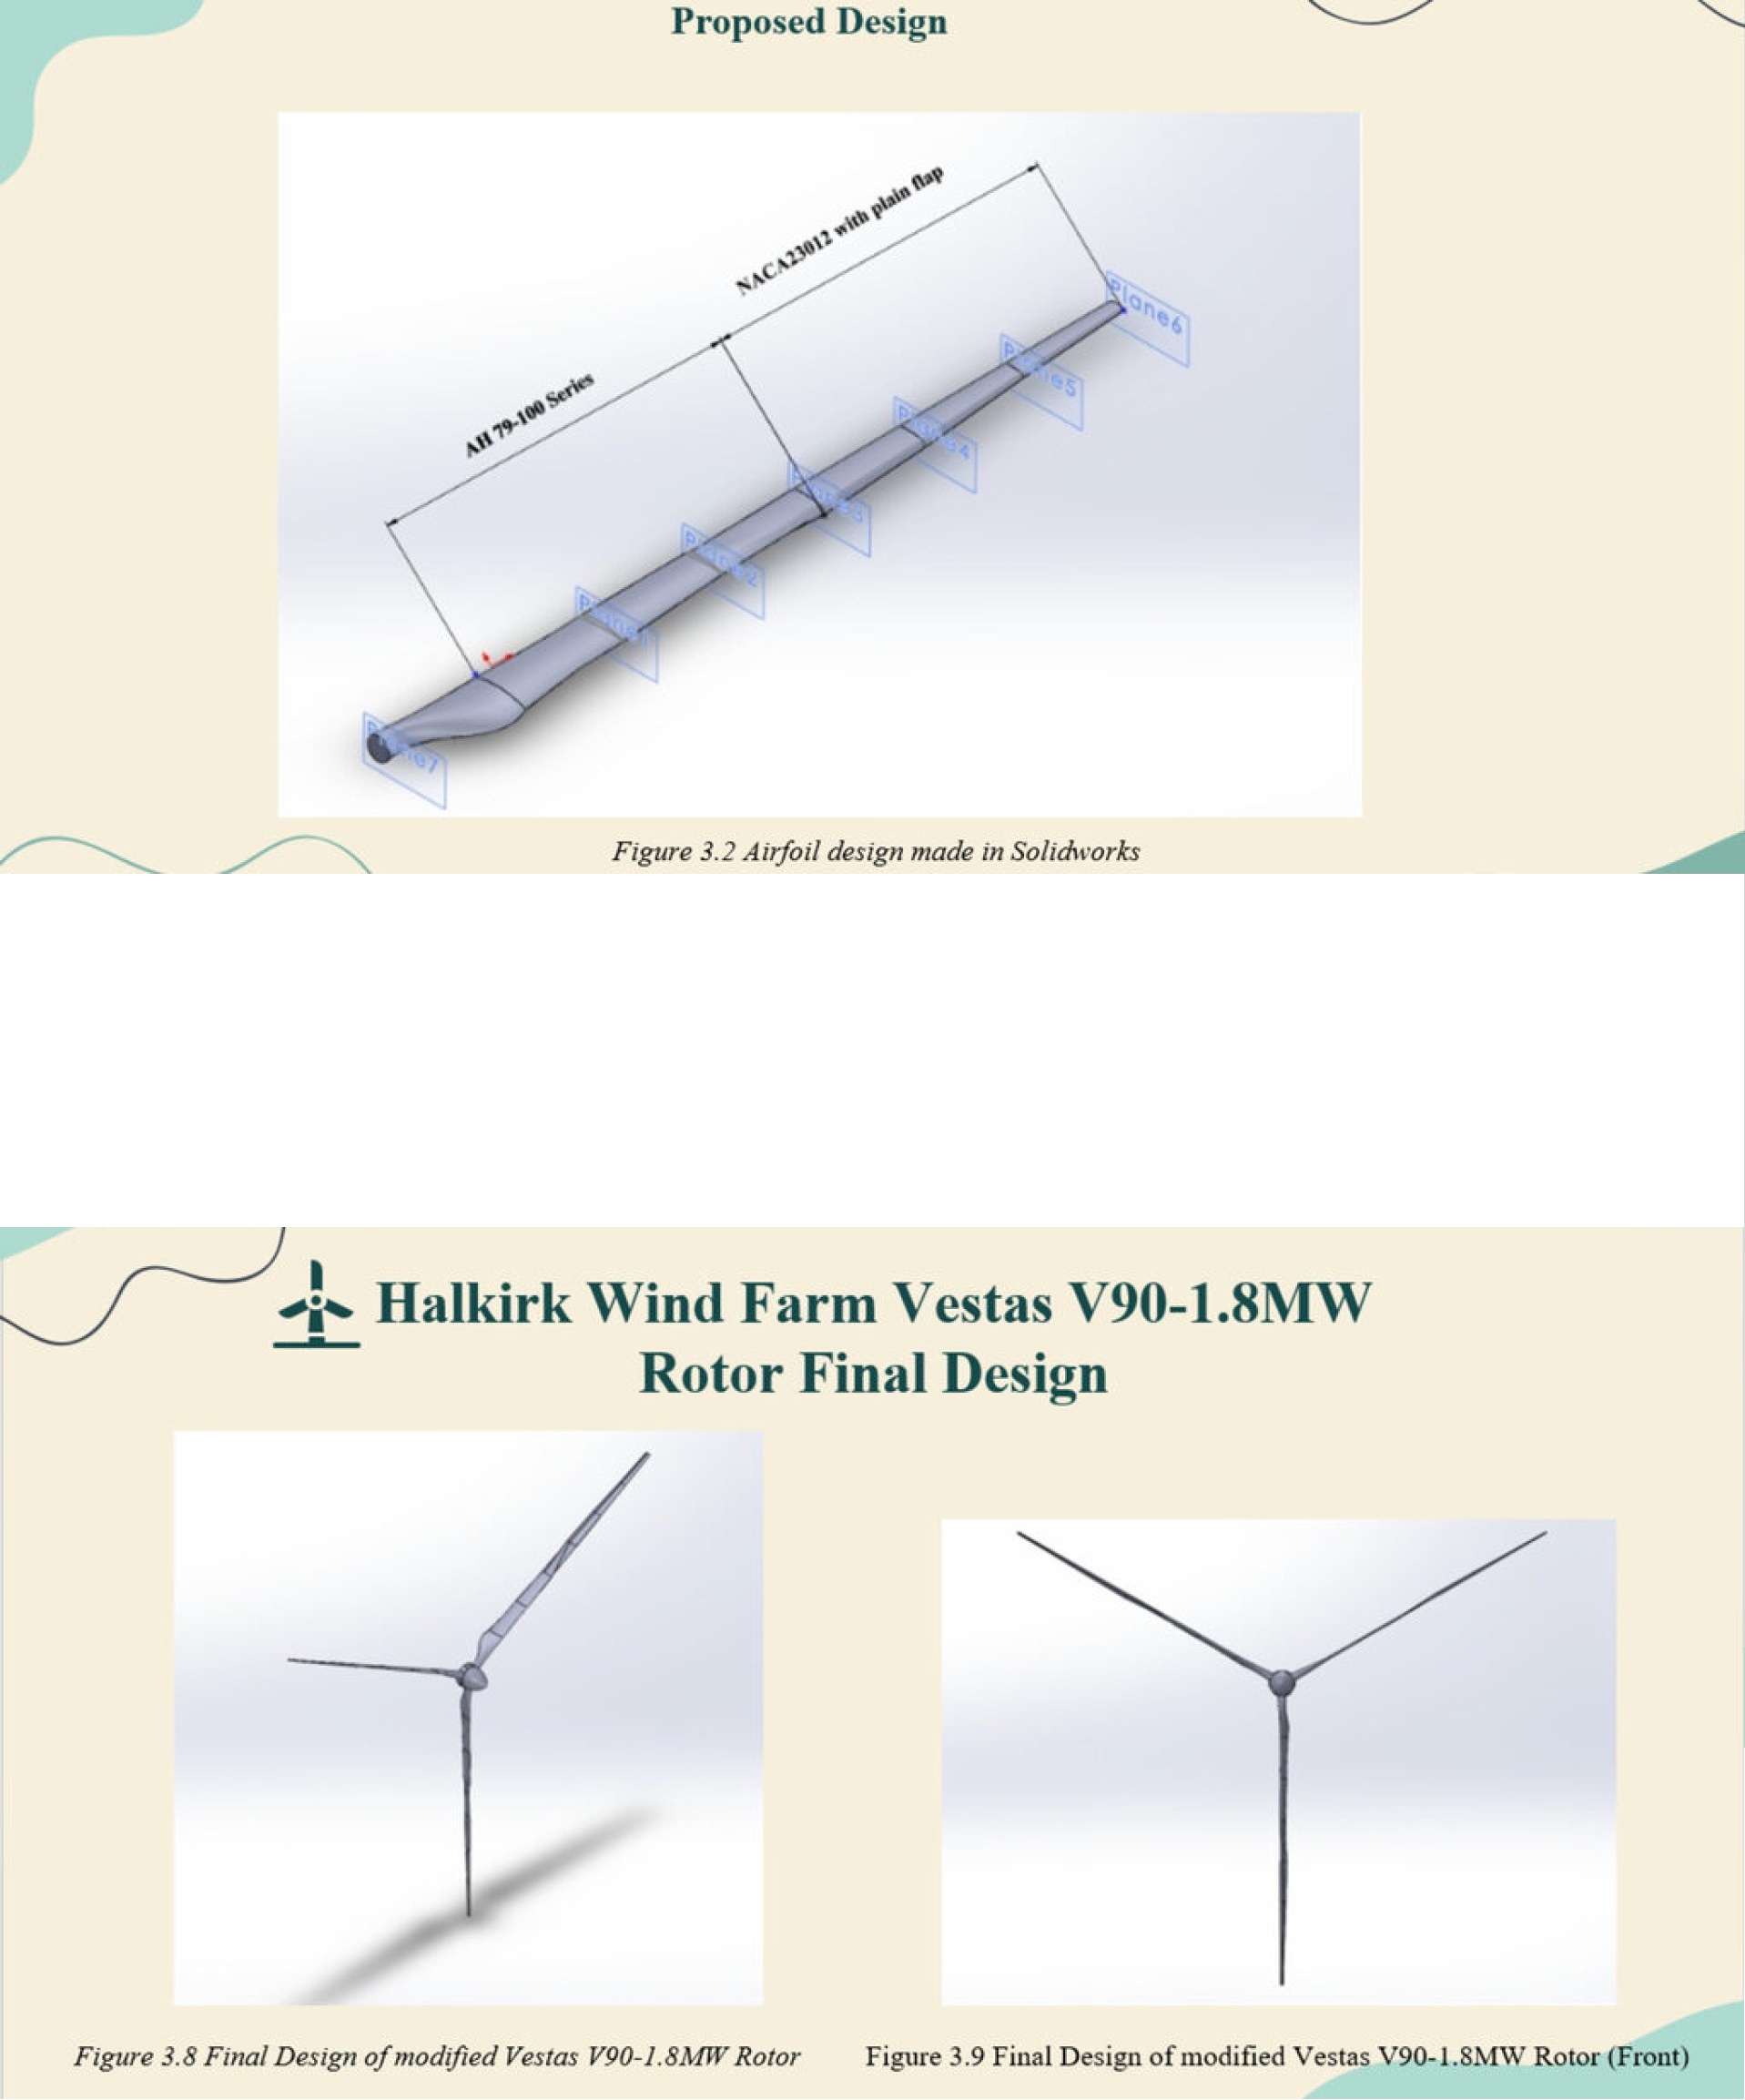 Proposed Design
NACA23012 with plain flap
AH 79-100 Series
Plane6
Plane5
Plane4
Plane3
Plane2
Plane1
Plane7
Figure 3.2 Airfoil design made in Solidworks
Halkirk Wind Farm Vestas V90-1.8MW
Rotor Final Design
Figure 3.8 Final Design of modified Vestas V90-1.8MW Rotor
Figure 3.9 Final Design of modified Vestas V90-1.8MW Rotor (Front)